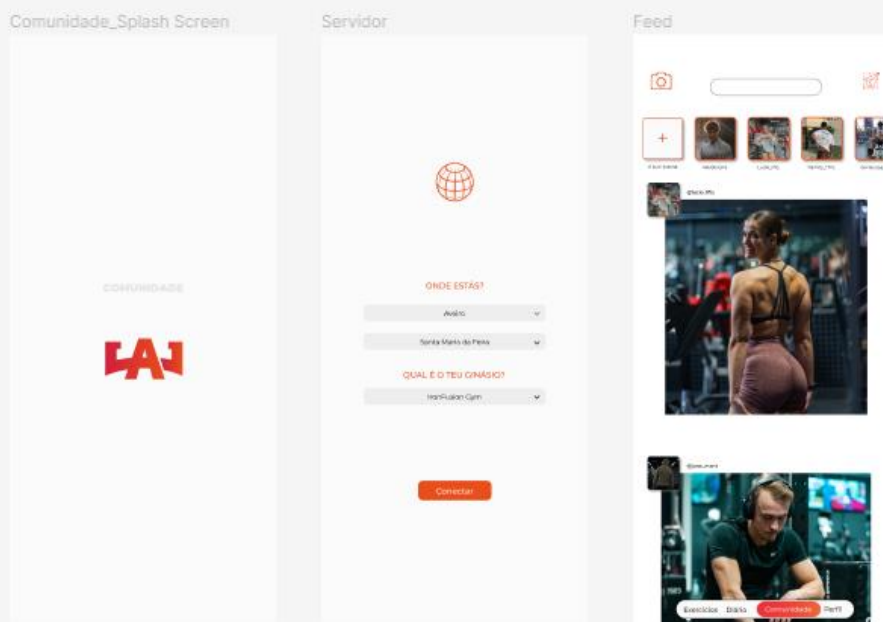 Comunidade_Splash Screen
COMUNIDADE
Servidor
ONDE ESTÁS?
Aveiro
Santa Maria da Feira
QUAL É O TEU GINÁSIO?
IronFusion Gym
Conectar
Feed
Exercícios Diário Comunidade Perfil